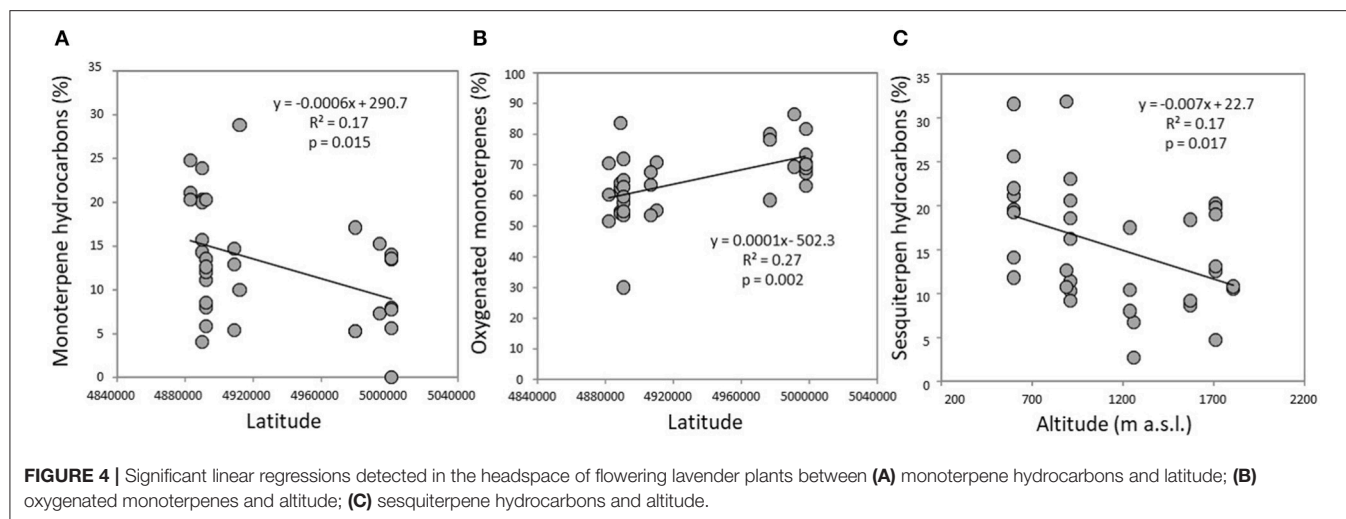 A
Monoterpene hydrocarbons (%)
35
30
25
20
15
10
5
0
y = -0.0006x + 290.7
R² = 0.17
p = 0.015
4840000 4880000 4920000 4960000 5000000 5040000
Latitude
B
Oxygenated monoterpenes (%)
100
90
80
70
60
50
40
30
20
10
0
y = 0.0001x - 502.3
R² = 0.27
p = 0.002
4840000 4880000 4920000 4960000 5000000 5040000
Latitude
C
Sesquiterpen hydrocarbons (%)
35
30
25
20
15
10
5
0
y = -0.007x + 22.7
R² = 0.17
p = 0.017
200 700 1200 1700 2200
Altitude (m a.s.l.)
FIGURE 4 | Significant linear regressions detected in the headspace of flowering lavender plants between (A) monoterpene hydrocarbons and latitude; (B)
oxygenated monoterpenes and altitude; (C) sesquiterpene hydrocarbons and altitude.